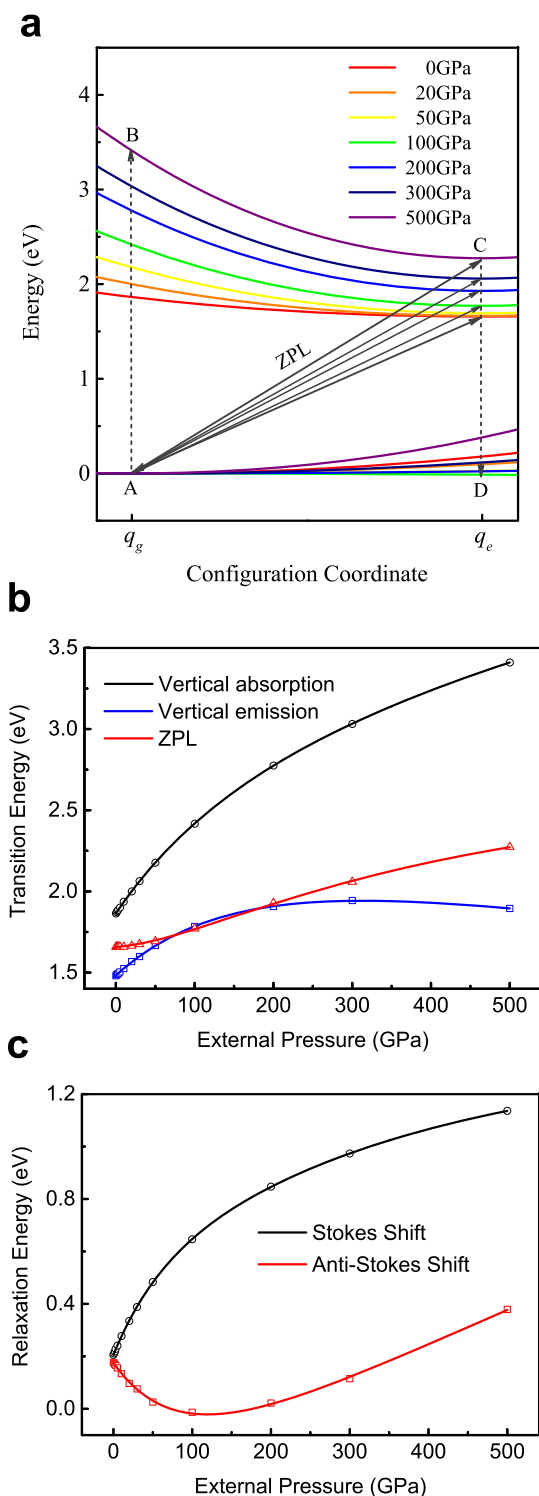 a
0GPa
20GPa
50GPa
100GPa
200GPa
300GPa
500GPa
4
3
2
1
0
Energy (eV)
B
C
ZPL
A
D
q_g
q_e
Configuration Coordinate
b
3.5
3.0
2.5
2.0
1.5
Transition Energy (eV)
Vertical absorption
Vertical emission
ZPL
0 100 200 300 400 500
External Pressure (GPa)
c
1.2
0.8
0.4
0.0
Relaxation Energy (eV)
Stokes Shift
Anti-Stokes Shift
0 100 200 300 400 500
External Pressure (GPa)